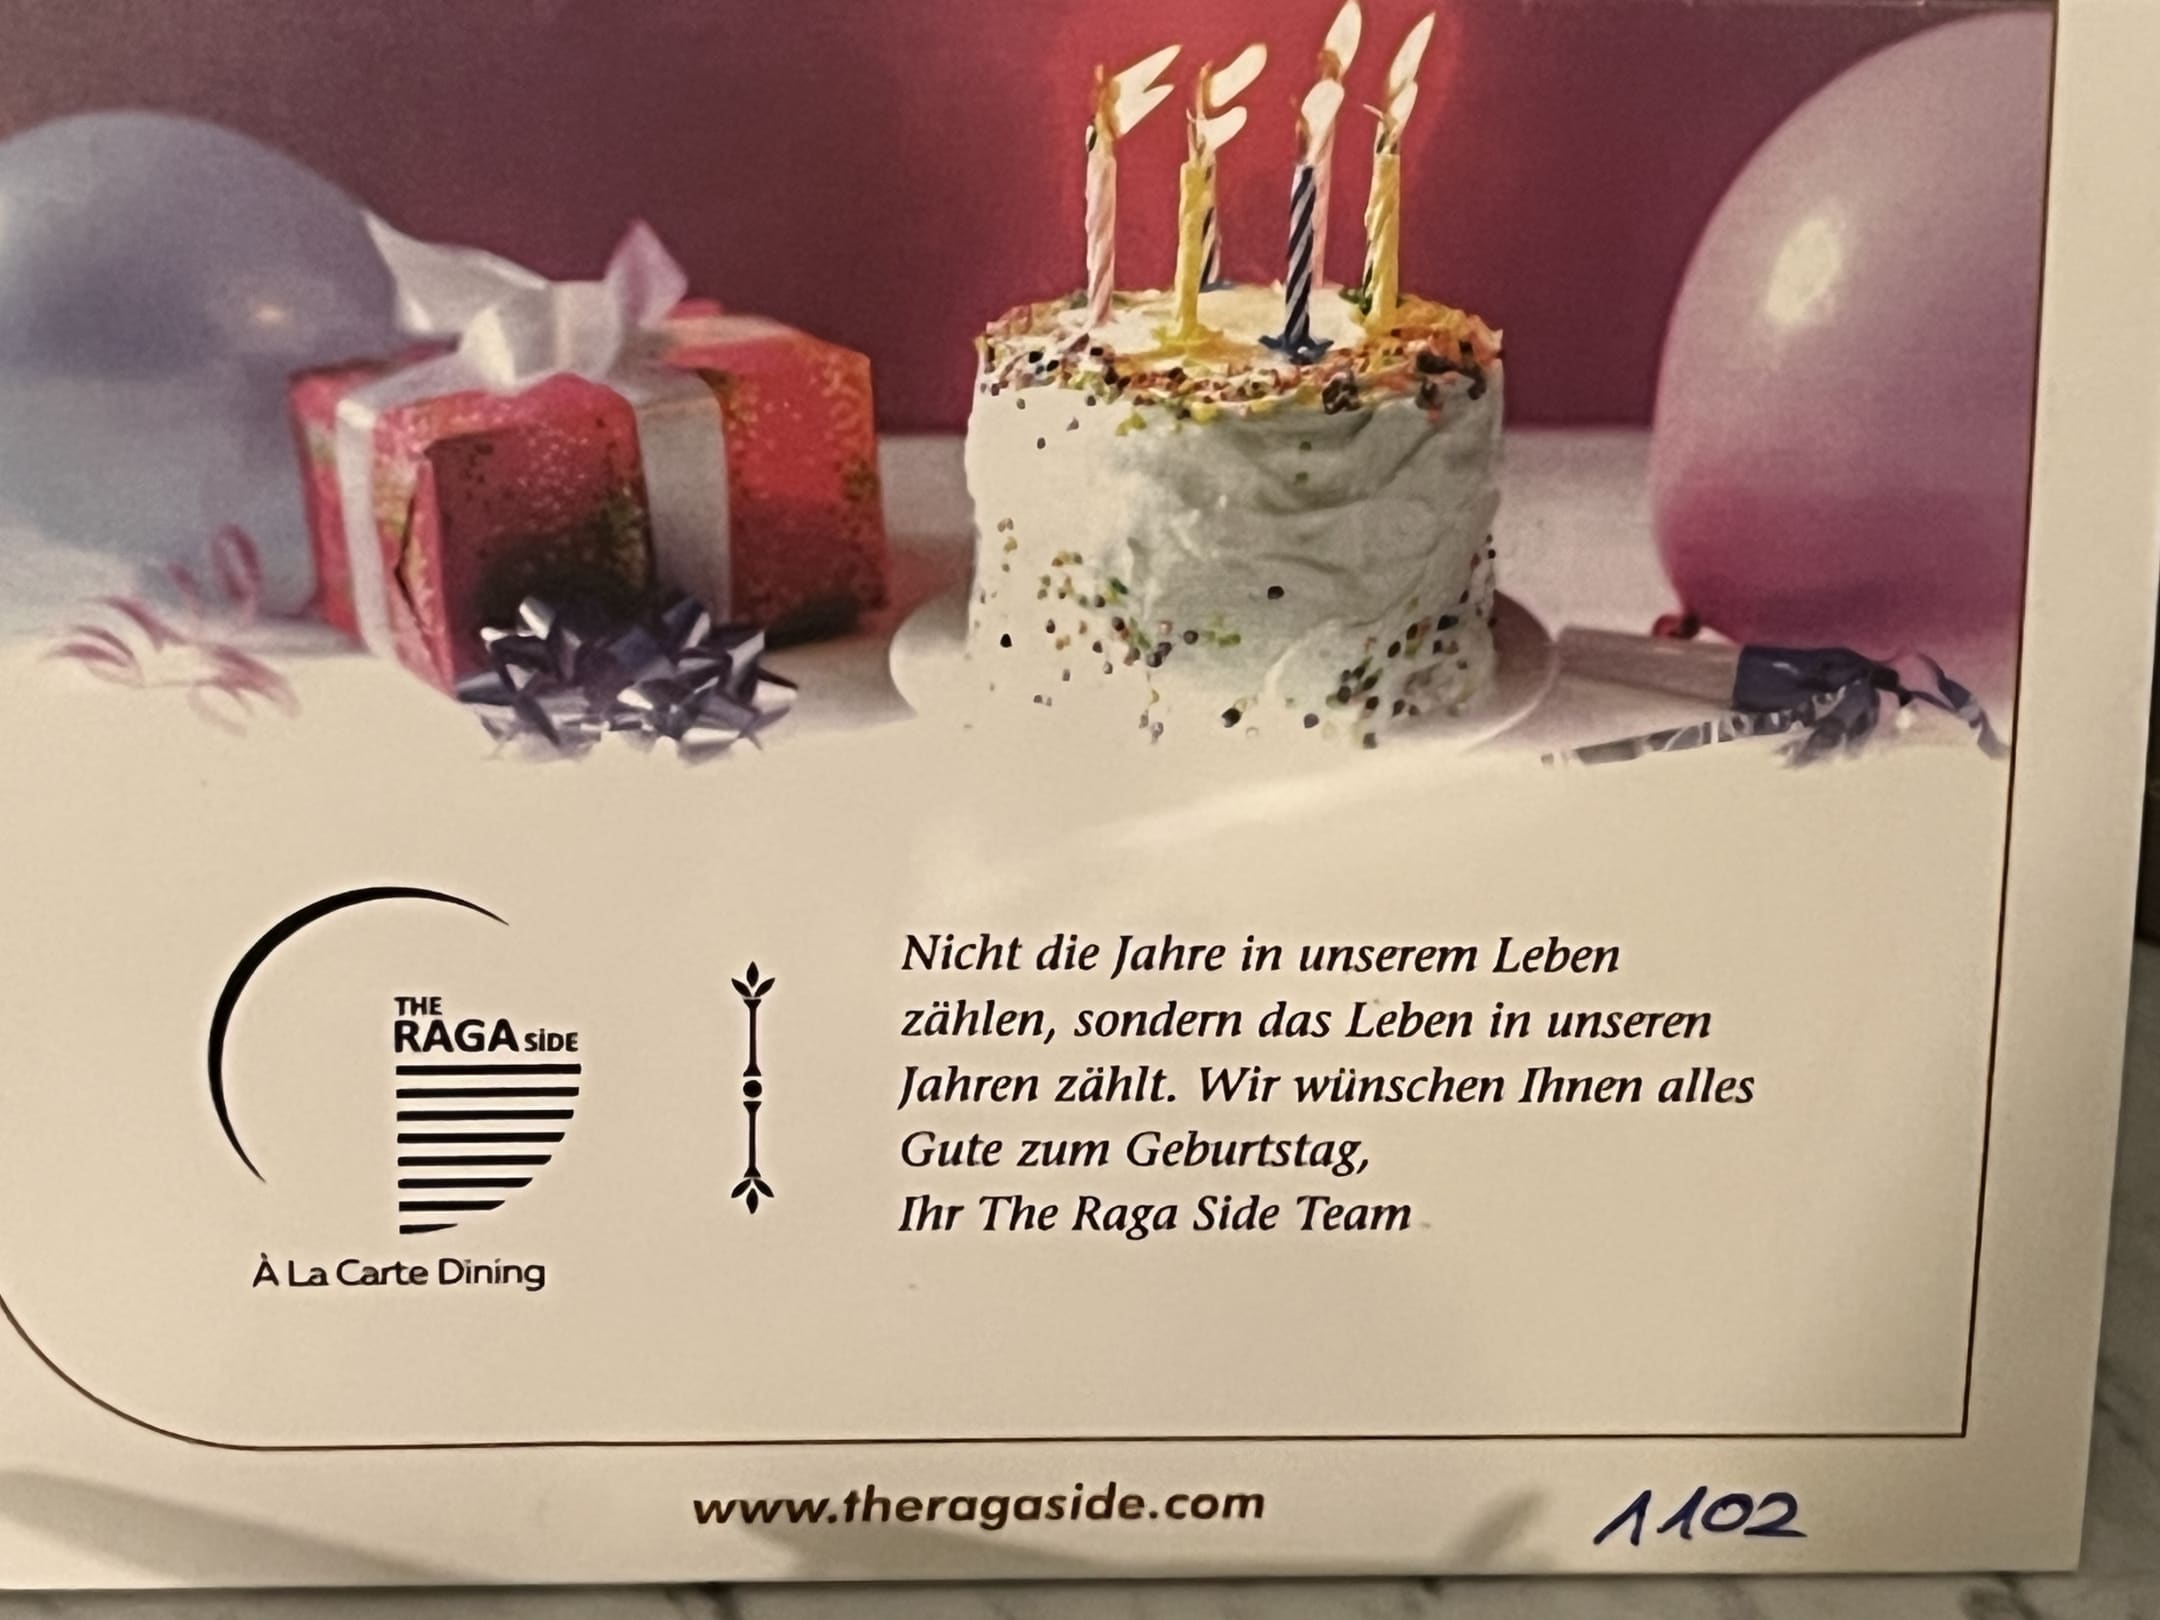 THE
RAGA SiDE
À La Carte Dining
Nicht die Jahre in unserem Leben
zählen, sondern das Leben in unseren
Jahren zählt. Wir wünschen Ihnen alles
Gute zum Geburtstag,
Ihr The Raga Side Team
www.theragaside.com
1102